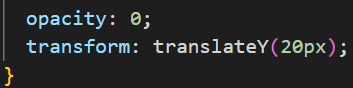 opacity: 0;
transform: translateY(20px);
}